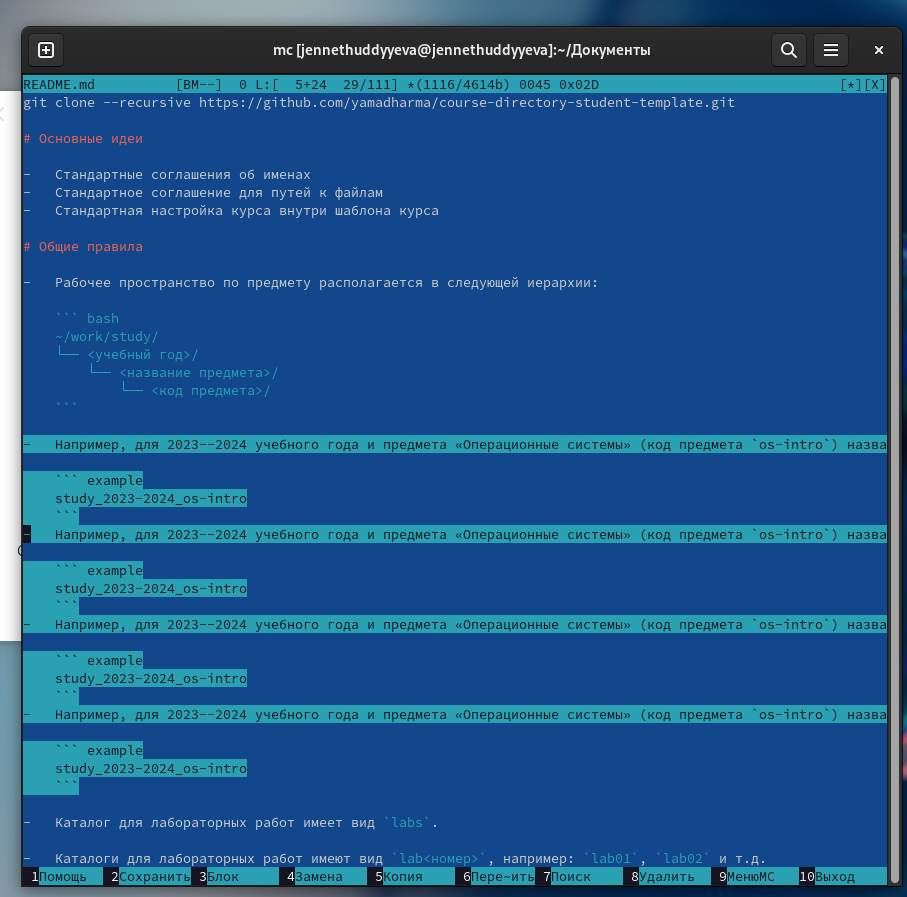 mc [jennethuddyyeva@jennethuddyyeva]:~/Документы
README.md [BM--] 0 L:[ 5+24 29/111] *(1116/4614b) 0045 0x02D [*][X]
git clone --recursive https://github.com/yamadharma/course-directory-student-template.git
# Основные идеи
- Стандартные соглашения об именах
- Стандартное соглашение для путей к файлам
- Стандартная настройка курса внутри шаблона курса
# Общие правила
- Рабочее пространство по предмету располагается в следующей иерархии:
``` bash
~/work/study/
└── <учебный год>/
└── <название предмета>/
└── <код предмета>/
```
- Например, для 2023--2024 учебного года и предмета «Операционные системы» (код предмета `os-intro`) назва
``` example
study_2023-2024_os-intro
```
- Например, для 2023--2024 учебного года и предмета «Операционные системы» (код предмета `os-intro`) назва
``` example
study_2023-2024_os-intro
```
- Например, для 2023--2024 учебного года и предмета «Операционные системы» (код предмета `os-intro`) назва
``` example
study_2023-2024_os-intro
```
- Например, для 2023--2024 учебного года и предмета «Операционные системы» (код предмета `os-intro`) назва
``` example
study_2023-2024_os-intro
```
- Каталог для лабораторных работ имеет вид `labs`.
- Каталоги для лабораторных работ имеют вид `lab<номер>`, например: `lab01`, `lab02` и т.д.
1Помощь 2Сохранить 3Блок 4Замена 5Копия 6Пере~ить 7Поиск 8Удалить 9МенюMC 10Выход